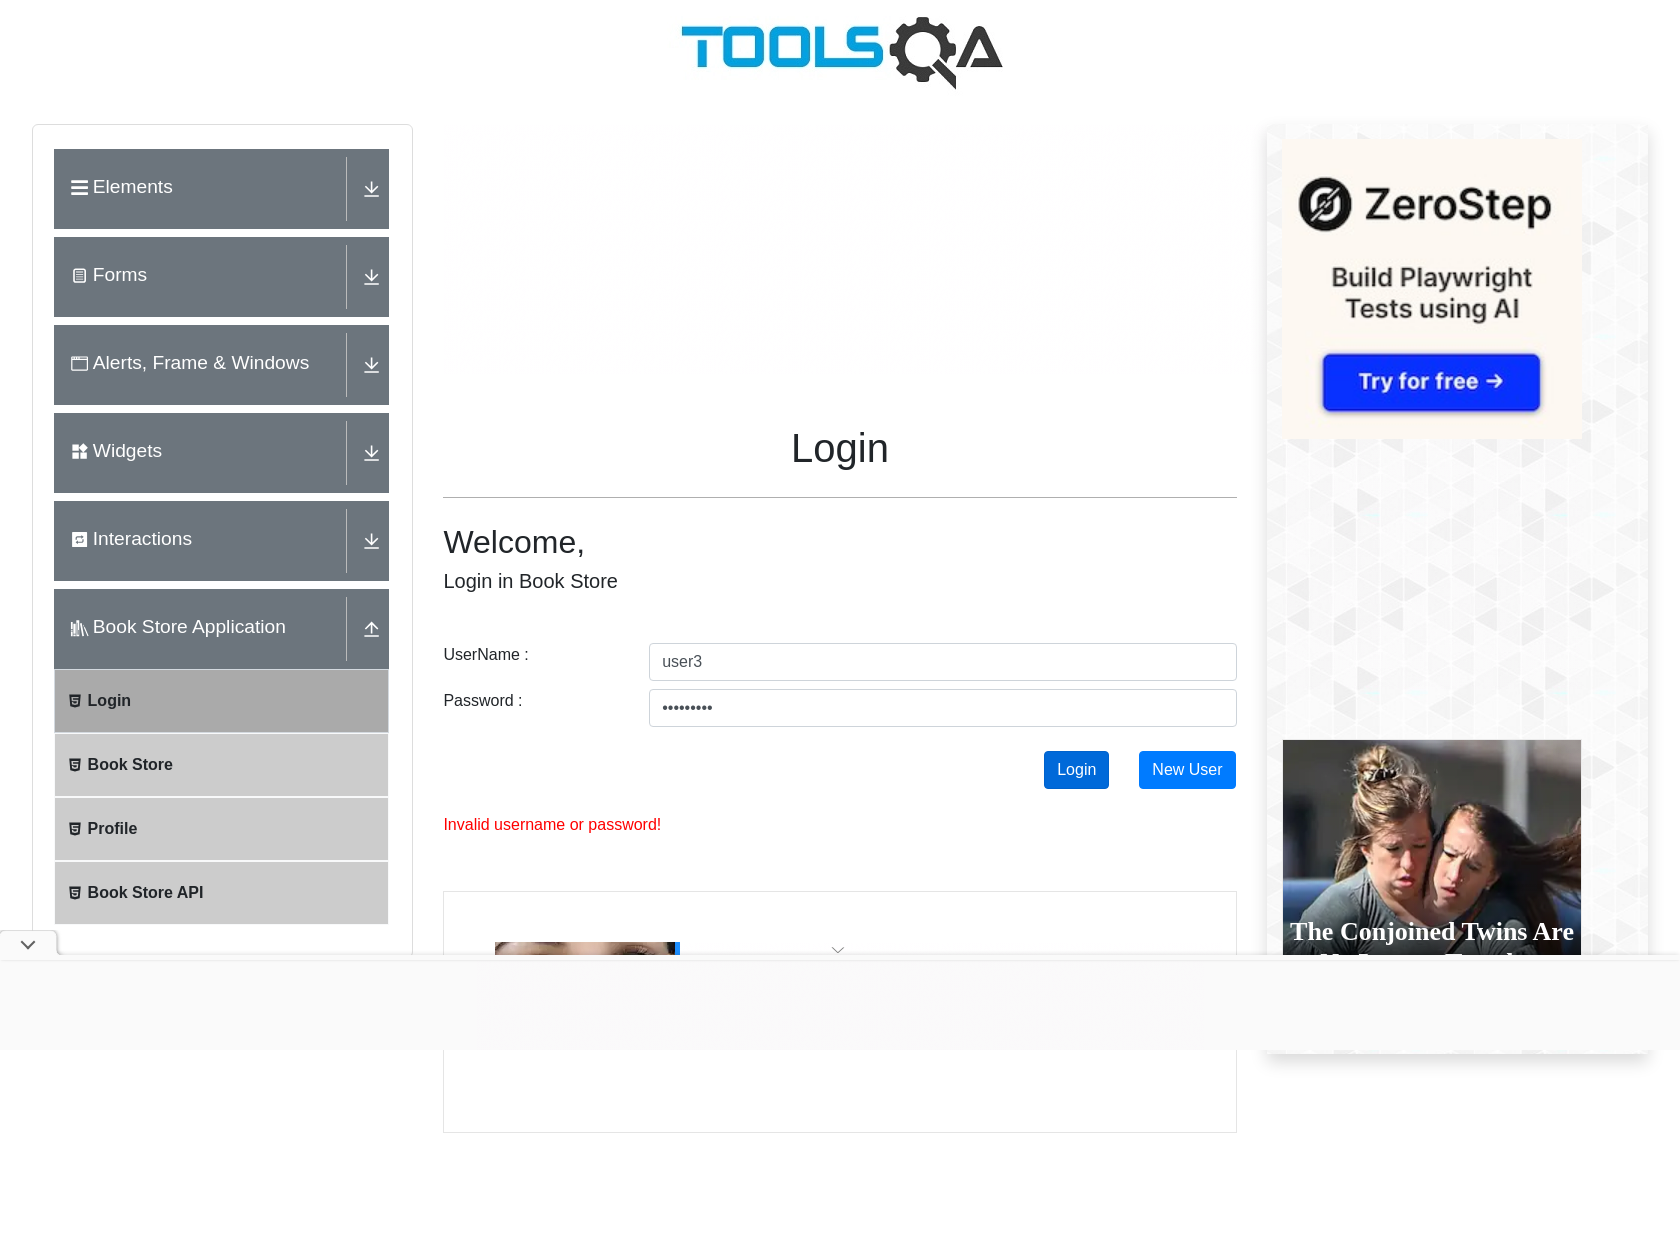 TOOLSQA
Elements
Forms
Alerts, Frame & Windows
Widgets
Interactions
Book Store Application
Login
Book Store
Profile
Book Store API
Login
Welcome,
Login in Book Store
UserName :
user3
Password :
•••••••••
Login
New User
Invalid username or password!
ZeroStep
Build Playwright
Tests using AI
Try for free →
The Conjoined Twins Are